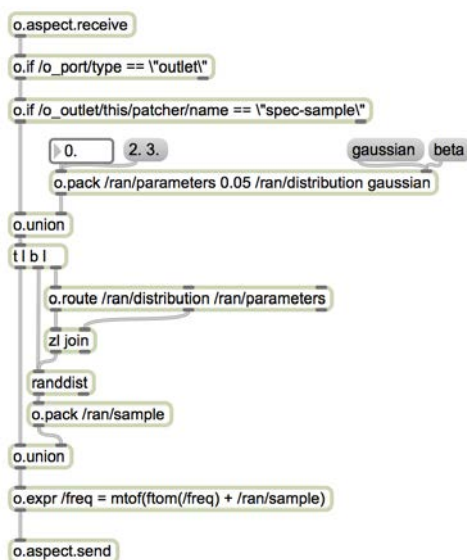 o.aspect.receive
o.if /o_port/type == \"outlet\"
o.if /o_outlet/this/patcher/name == \"spec-sample\"
0. 2. 3. gaussian beta
o.pack /ran/parameters 0.05 /ran/distribution gaussian
o.union
t l b l
o.route /ran/distribution /ran/parameters
zl join
randdist
o.pack /ran/sample
o.union
o.expr /freq = mtof(ftom(/freq) + /ran/sample)
o.aspect.send